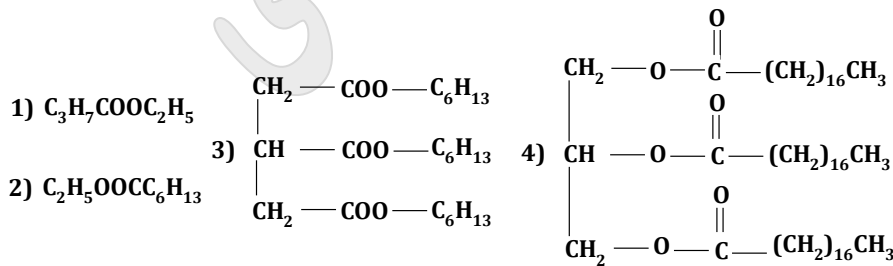 1) C₃H₇COOC₂H₅
2) C₂H₅OOCC₆H₁₃
3) CH₂ — COO — C₆H₁₃
CH — COO — C₆H₁₃
CH₂ — COO — C₆H₁₃
4) CH₂ — O — C — (CH₂)₁₆CH₃
O
CH — O — C — (CH₂)₁₆CH₃
O
CH₂ — O — C — (CH₂)₁₆CH₃
O